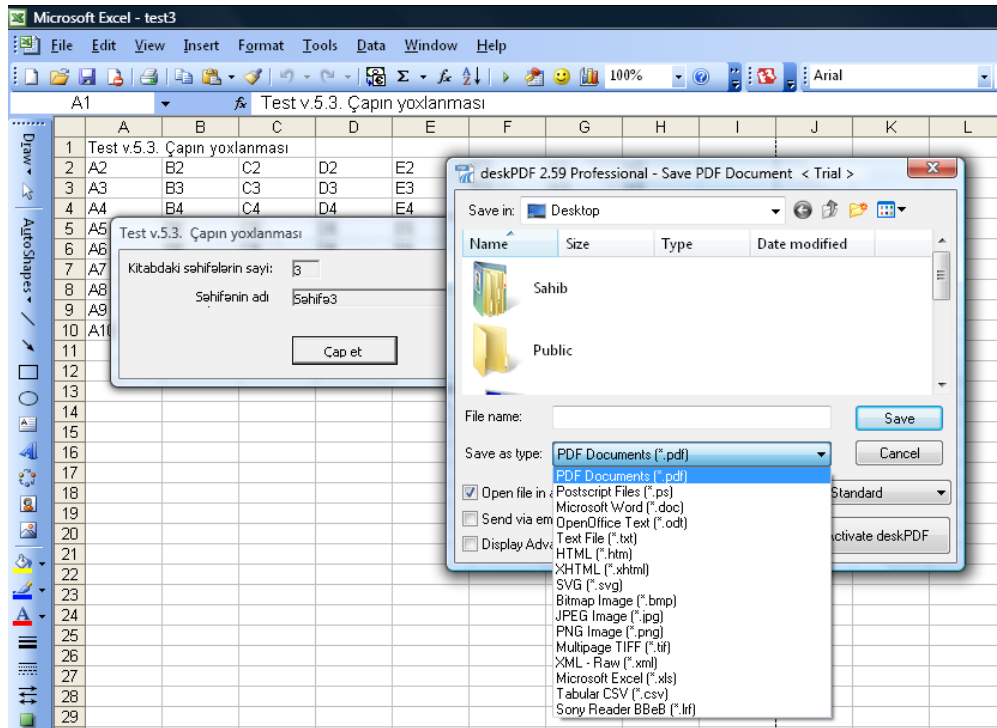 Microsoft Excel - test3
File Edit View Insert Format Tools Data Window Help
100% Arial
A1 fx Test v.5.3. Çapın yoxlanması
A B C D E F G H I J K L
1 Test v.5.3. Çapın yoxlanması
2 A2 B2 C2 D2 E2
3 A3 B3 C3 D3 E3
4 A4 B4 C4 D4 E4
5 A5
6 A6
7 A7
8 A8
9 A9
10 A10
11
12
13
14
15
16
17
18
19
20
21
22
23
24
25
26
27
28
29
Draw
AutoShapes
Test v.5.3. Çapın yoxlanması
Kitabdaki səhifələrin sayi: 3
Səhifənin adı Səhifə3
Çap et
deskPDF 2.59 Professional - Save PDF Document < Trial >
Save in: Desktop
Name Size Type Date modified
Sahib
Public
File name: Save
Save as type: PDF Documents (*.pdf) Cancel
PDF Documents (*.pdf)
Postscript Files (*.ps)
Microsoft Word (*.doc)
OpenOffice Text (*.odt)
Text File (*.txt)
HTML (*.htm)
XHTML (*.xhtml)
SVG (*.svg)
Bitmap Image (*.bmp)
JPEG Image (*.jpg)
PNG Image (*.png)
Multipage TIFF (*.tif)
XML - Raw (*.xml)
Microsoft Excel (*.xls)
Tabular CSV (*.csv)
Sony Reader BBeB (*.lrf)
Open file in
Send via em
Display Adv
Standard
ctivate deskPDF